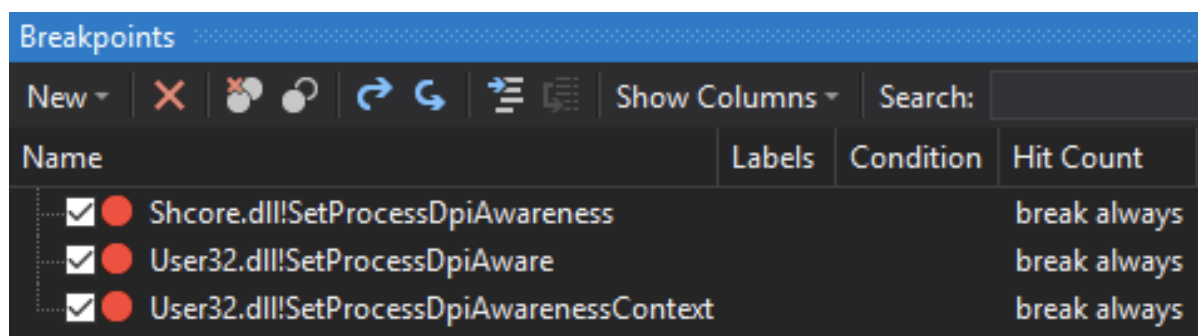 Breakpoints
New Show Columns Search:
Name Labels Condition Hit Count
Shcore.dll!SetProcessDpiAwareness break always
User32.dll!SetProcessDpiAware break always
User32.dll!SetProcessDpiAwarenessContext break always